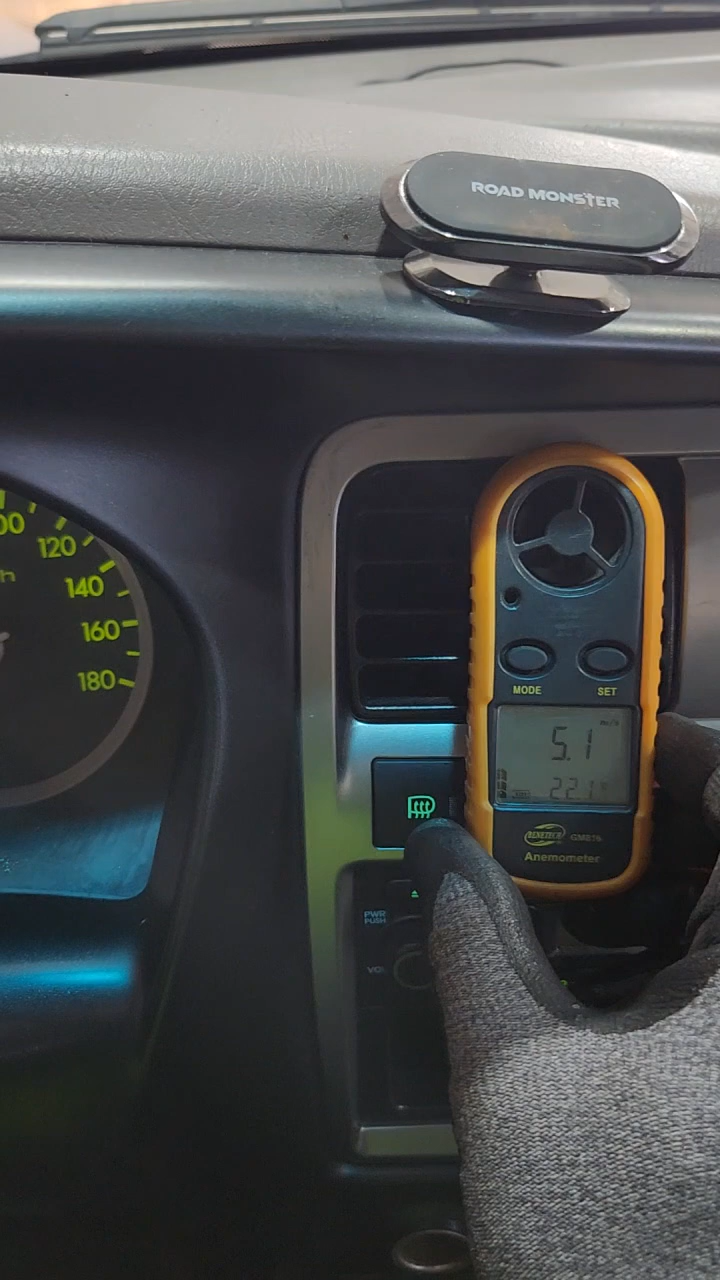 ROAD MONSTER
120
140
160
180
MODE
SET
5.1
22.1
BENETECH
GM816
Anemometer
PWR
PUSH